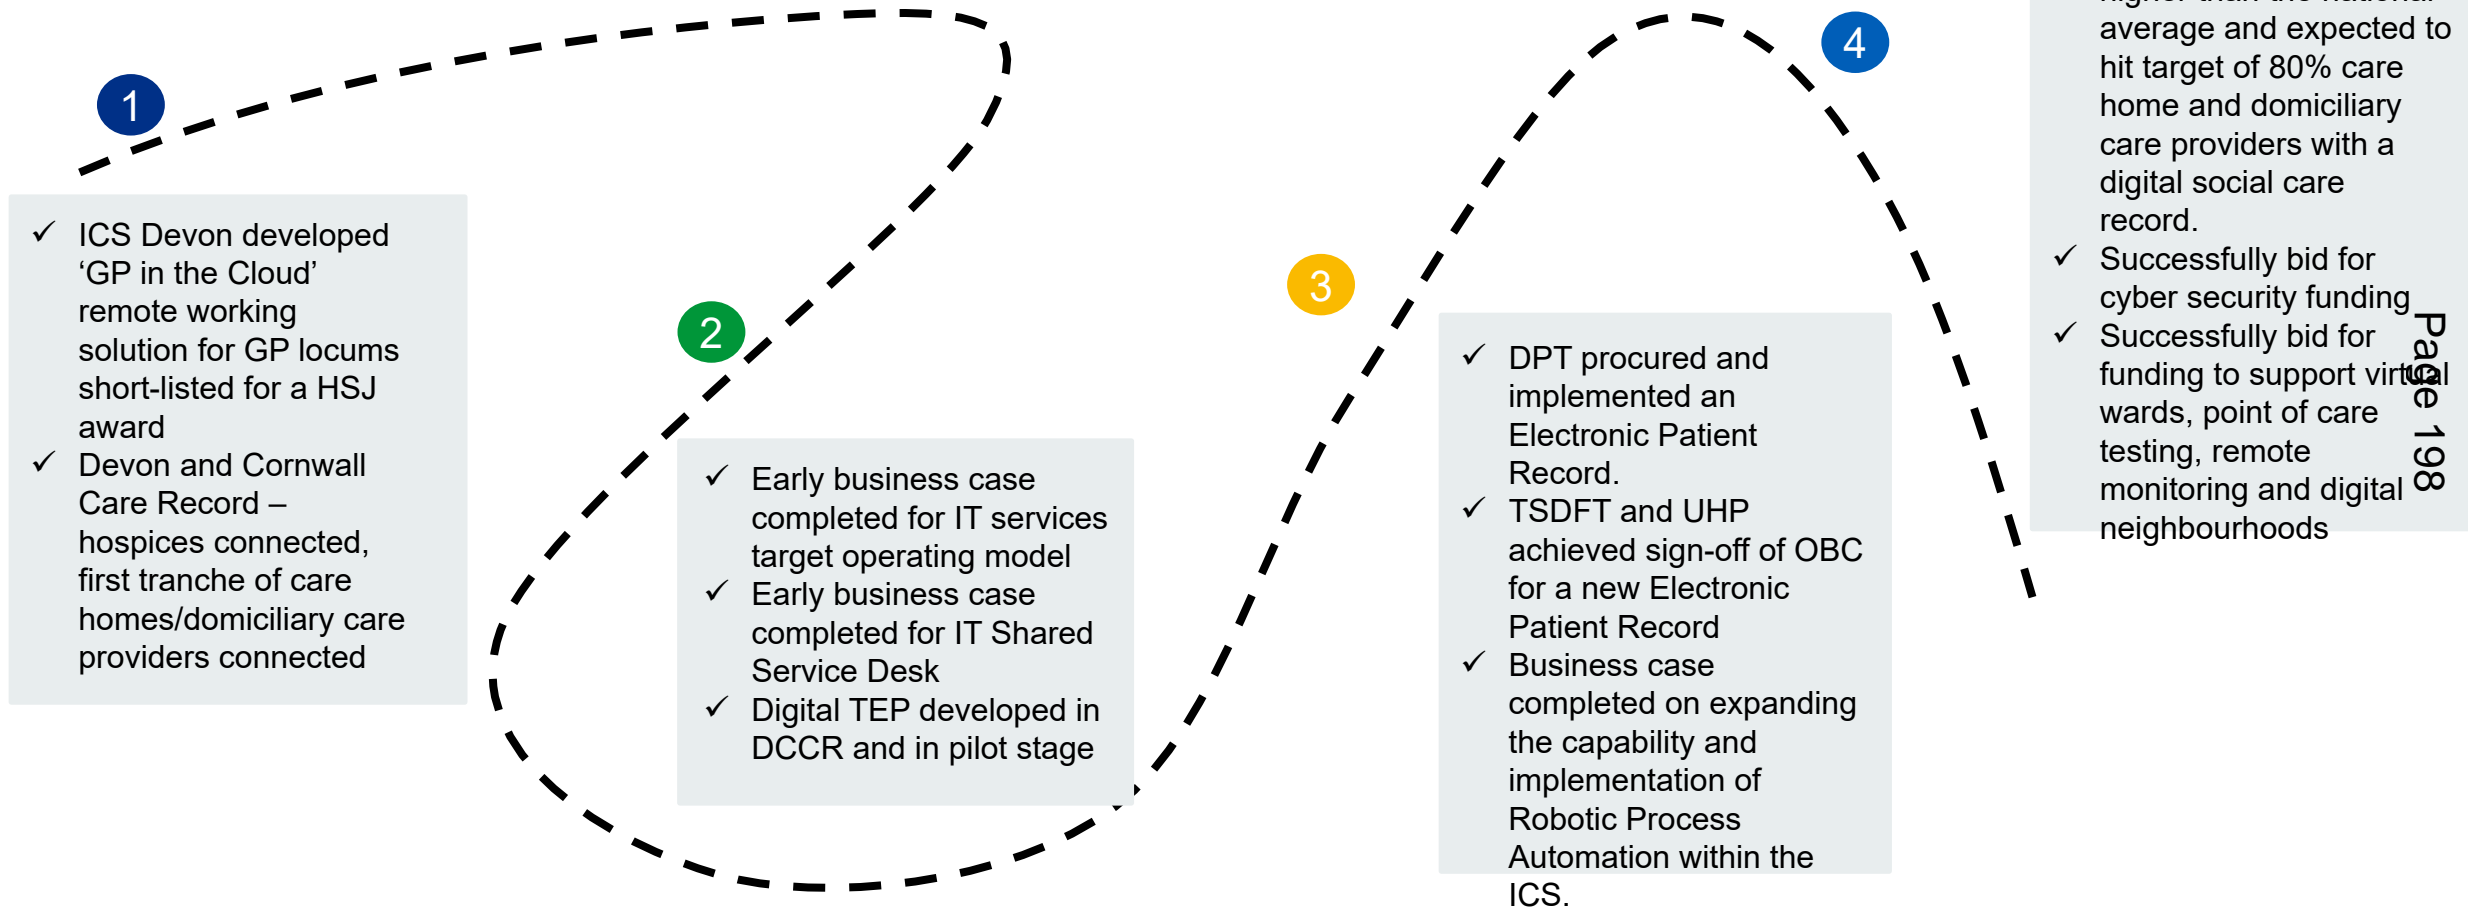 1
✓ ICS Devon developed
‘GP in the Cloud’
remote working
solution for GP locums
short-listed for a HSJ
award
✓ Devon and Cornwall
Care Record –
hospices connected,
first tranche of care
homes/domiciliary care
providers connected
2
✓ Early business case
completed for IT services
target operating model
✓ Early business case
completed for IT Shared
Service Desk
✓ Digital TEP developed in
DCCR and in pilot stage
3
✓ DPT procured and
implemented an
Electronic Patient
Record.
✓ TSDFT and UHP
achieved sign-off of OBC
for a new Electronic
Patient Record
✓ Business case
completed on expanding
the capability and
implementation of
Robotic Process
Automation within the
ICS.
4
higher than the national
average and expected to
hit target of 80% care
home and domiciliary
care providers with a
digital social care
record.
✓ Successfully bid for
cyber security funding
✓ Successfully bid for
funding to support virtual
wards, point of care
testing, remote
monitoring and digital
neighbourhoods
Page 198